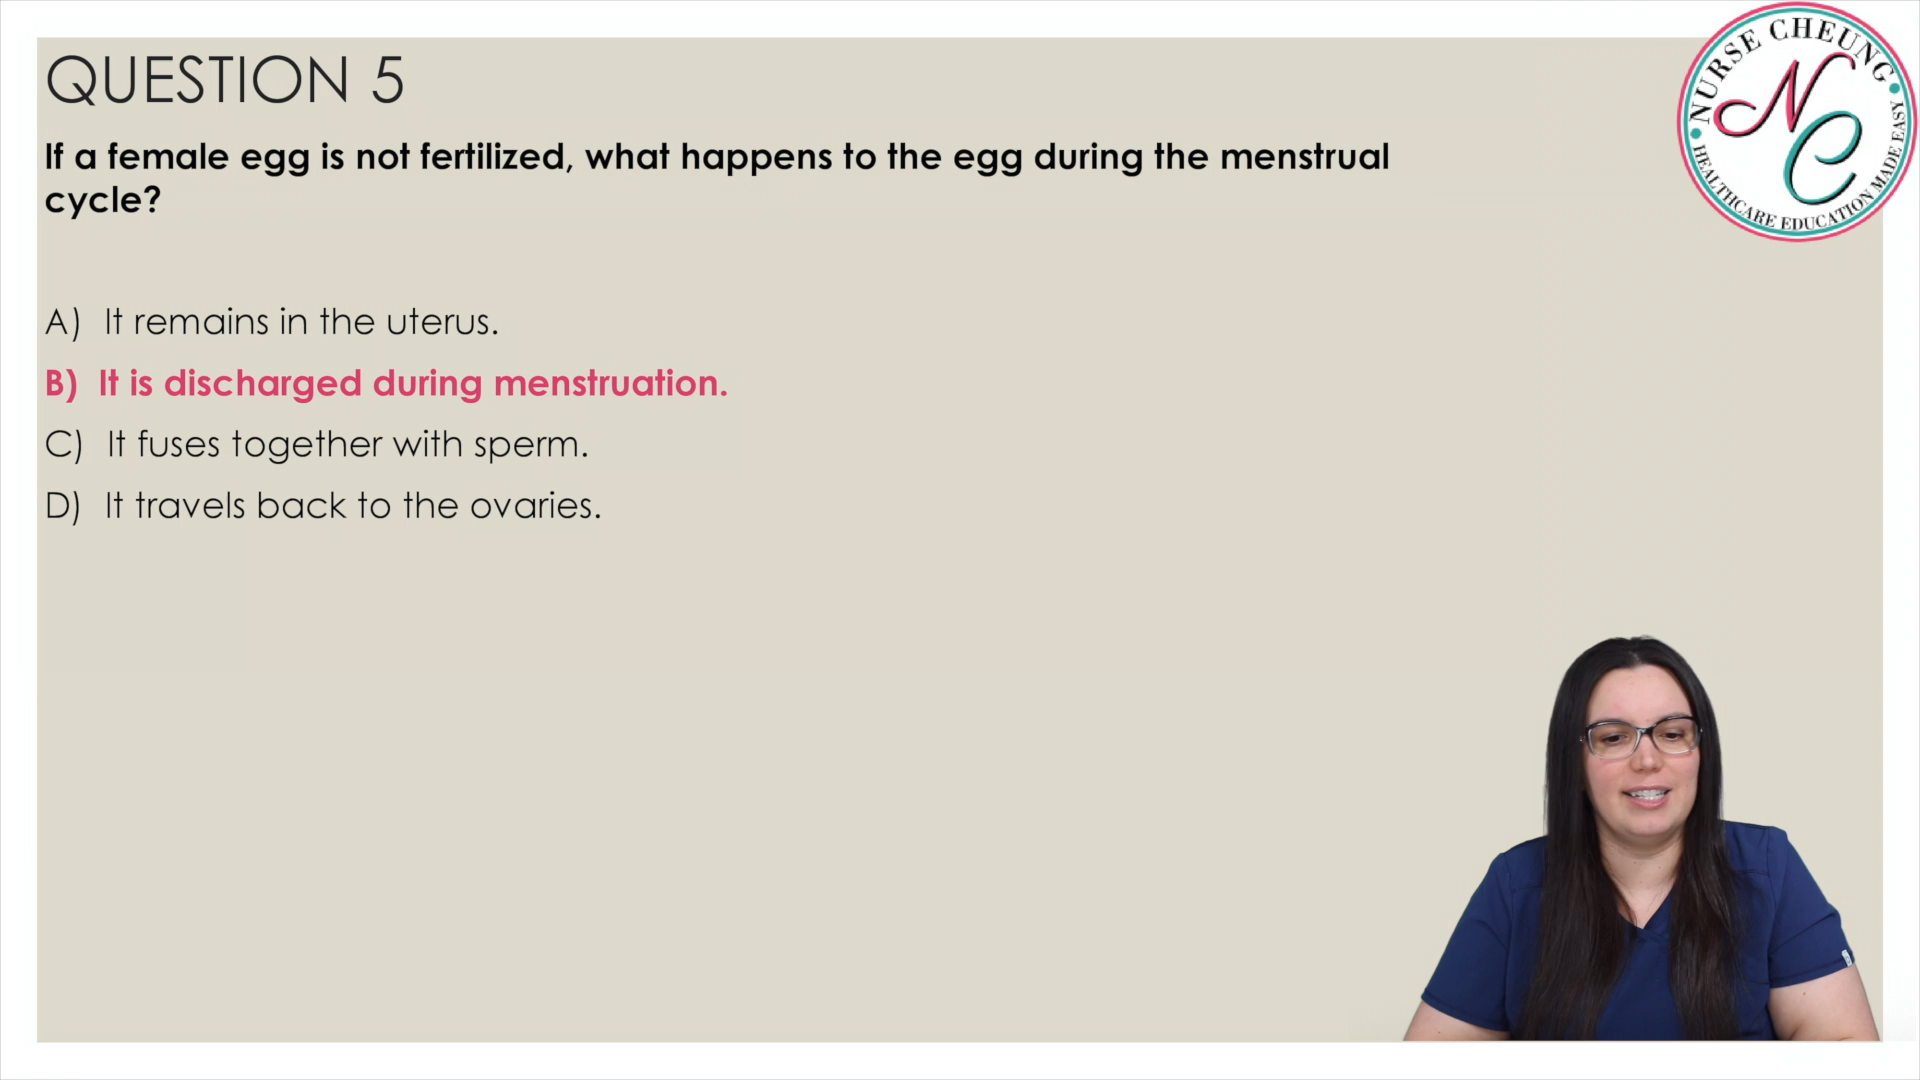 QUESTION 5
If a female egg is not fertilized, what happens to the egg during the menstrual
cycle?
A) It remains in the uterus.
B) It is discharged during menstruation.
C) It fuses together with sperm.
D) It travels back to the ovaries.
NURSE CHEUNG
NC
HEALTHCARE EDUCATION MADE EASY